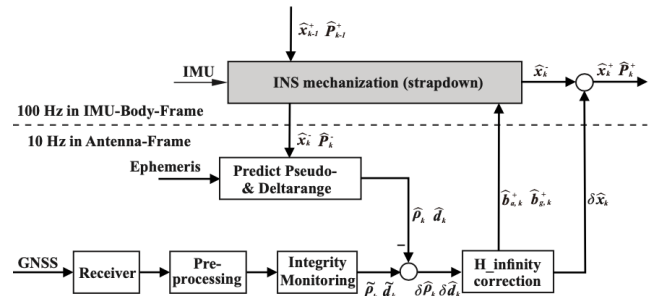 x̂⁺ₖ₋₁ P̂⁺ₖ₋₁
IMU
INS mechanization (strapdown)
x̂⁻ₖ
x̂⁺ₖ P̂⁺ₖ
100 Hz in IMU-Body-Frame
10 Hz in Antenna-Frame
x̂⁻ₖ P̂⁻ₖ
Ephemeris
Predict Pseudo-
& Deltarange
b̂⁺ₐ,ₖ b̂⁺g,ₖ
δx̂ₖ
ρ̂ₖ d̂ₖ
−
GNSS
Receiver
Pre-
processing
Integrity
Monitoring
H_infinity
correction
ρ̃ₖ d̃ₖ
δρ̂ₖ δd̂ₖ